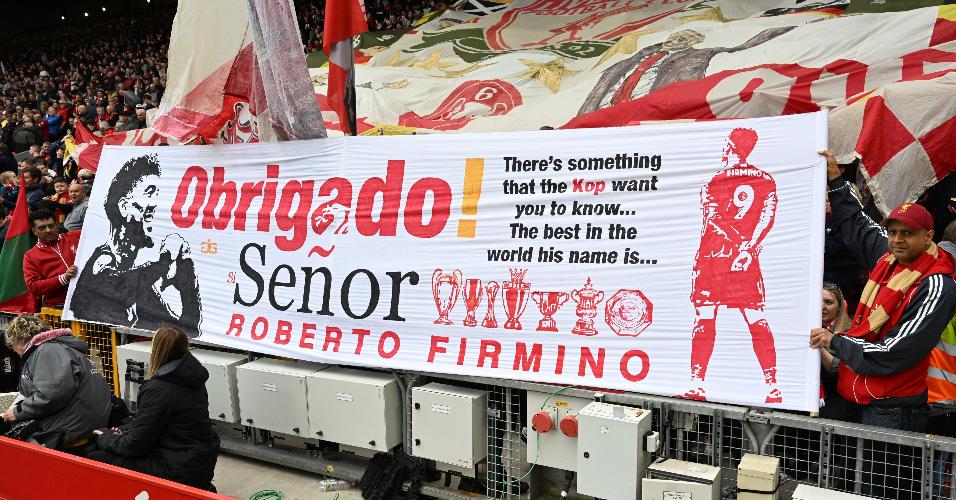 Obrigado!
Si Señor
ROBERTO FIRMINO
There's something
that the Kop want
you to know...
The best in the
world his name is...
FIRMINO
9